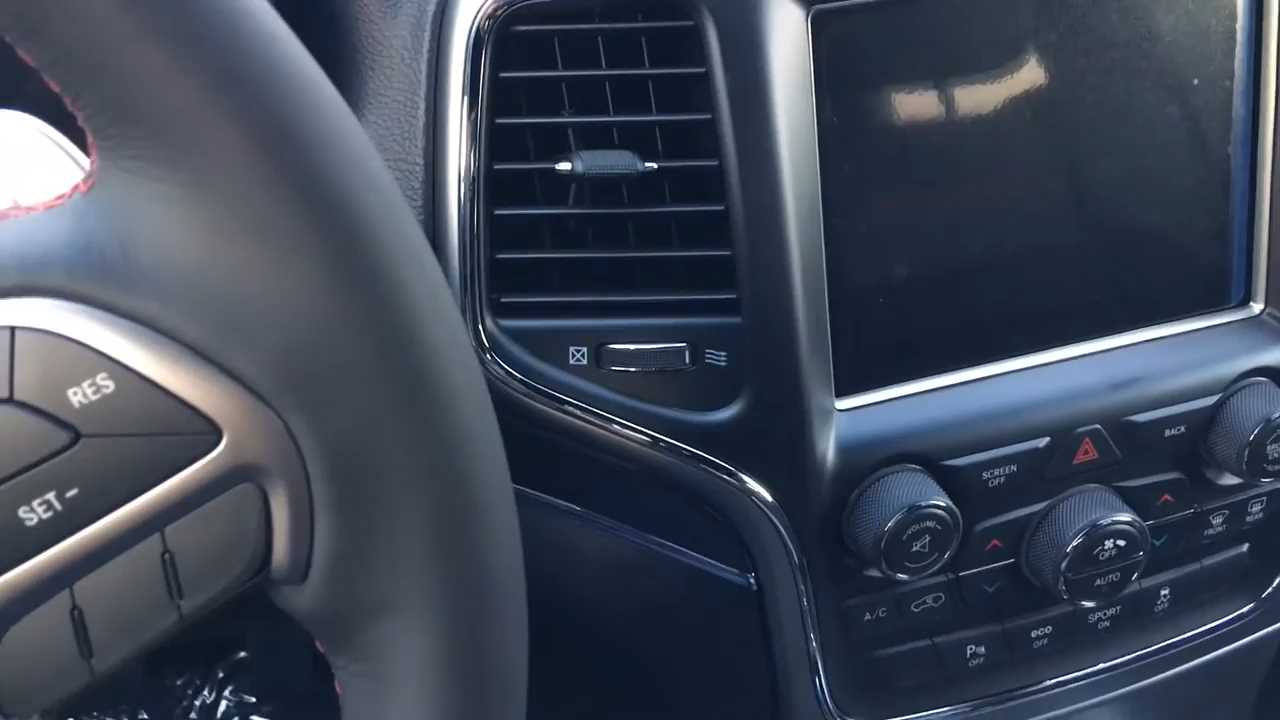 RES
SET-
SCREEN
OFF
BACK
VOLUME
OFF
AUTO
FRONT
REAR
A/C
P
OFF
eco
OFF
SPORT
ON
OFF